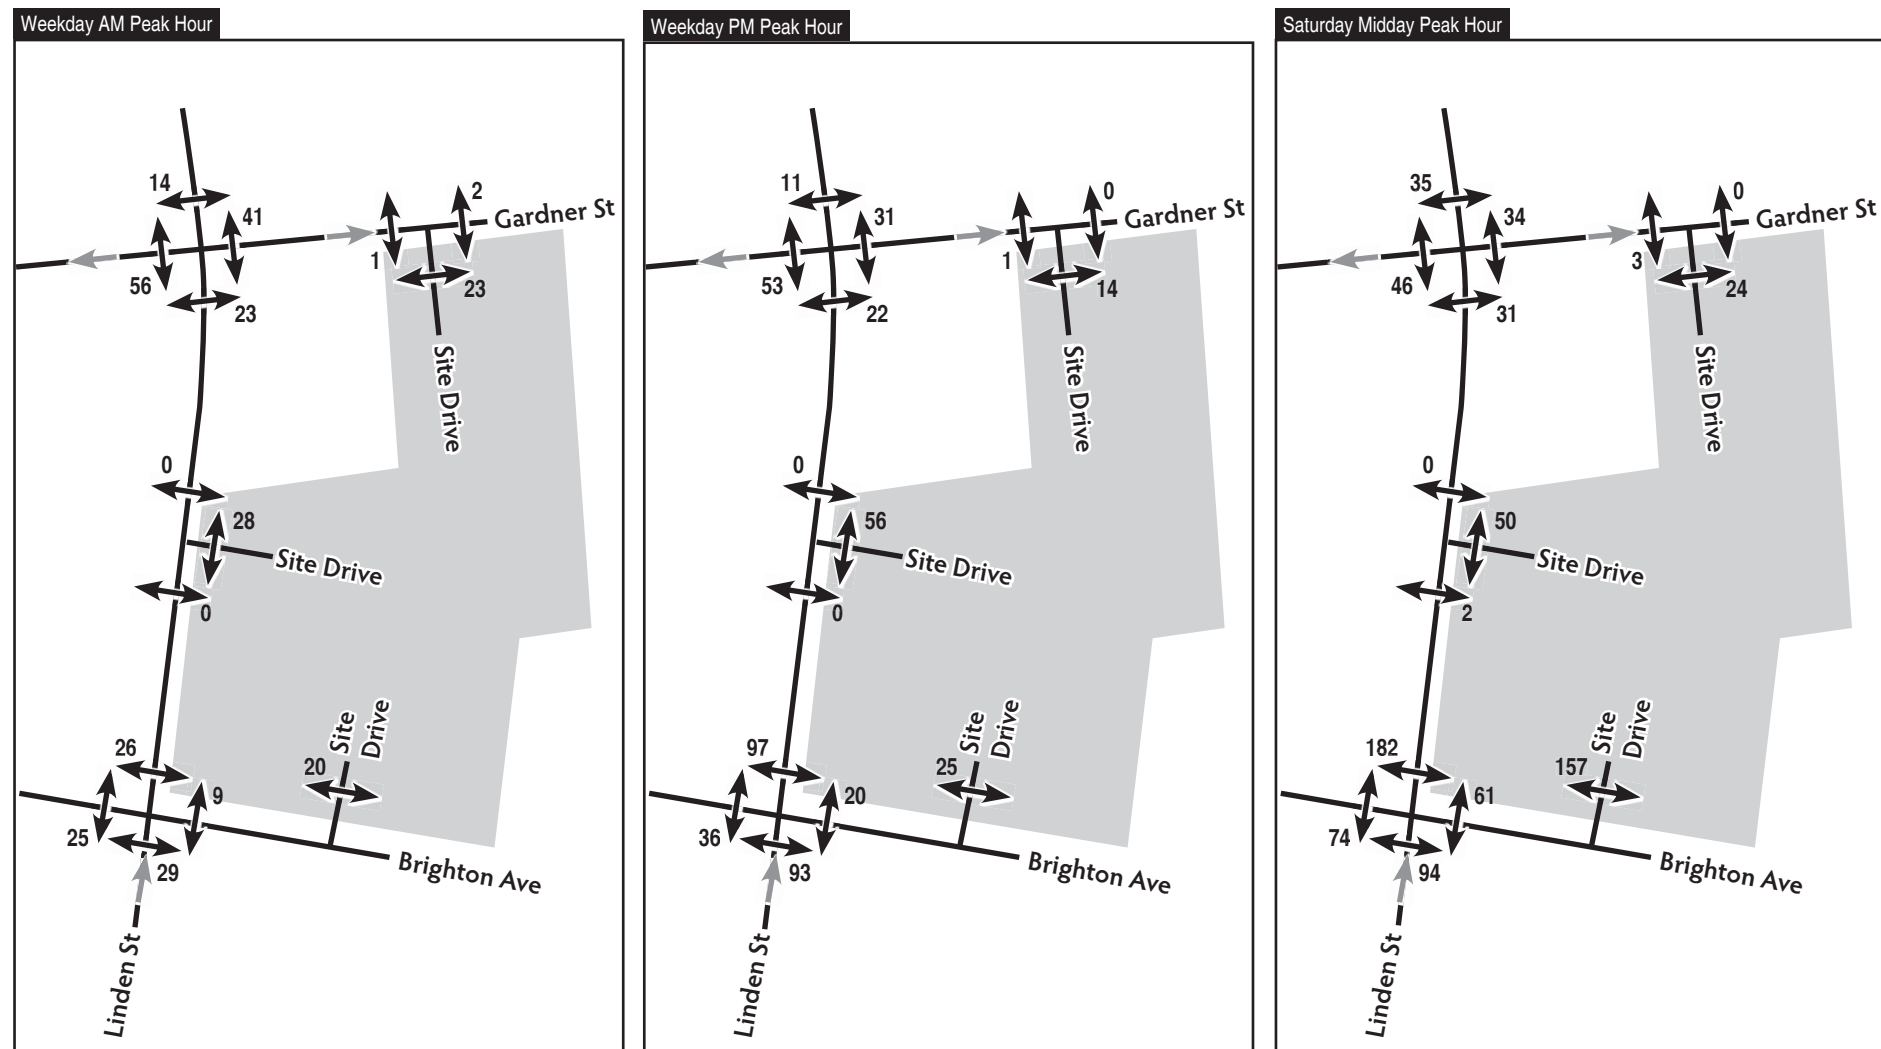 Weekday AM Peak Hour
14
41
56
23
2
Gardner St
1
23
Site Drive
0
28
Site Drive
0
26
9
25
29
20
Site
Drive
Brighton Ave
Linden St
Weekday PM Peak Hour
11
31
53
22
0
Gardner St
1
14
Site Drive
0
56
Site Drive
0
97
20
36
93
25
Site
Drive
Brighton Ave
Linden St
Saturday Midday Peak Hour
35
34
46
31
0
Gardner St
3
24
Site Drive
0
50
Site Drive
2
182
61
74
94
157
Site
Drive
Brighton Ave
Linden St